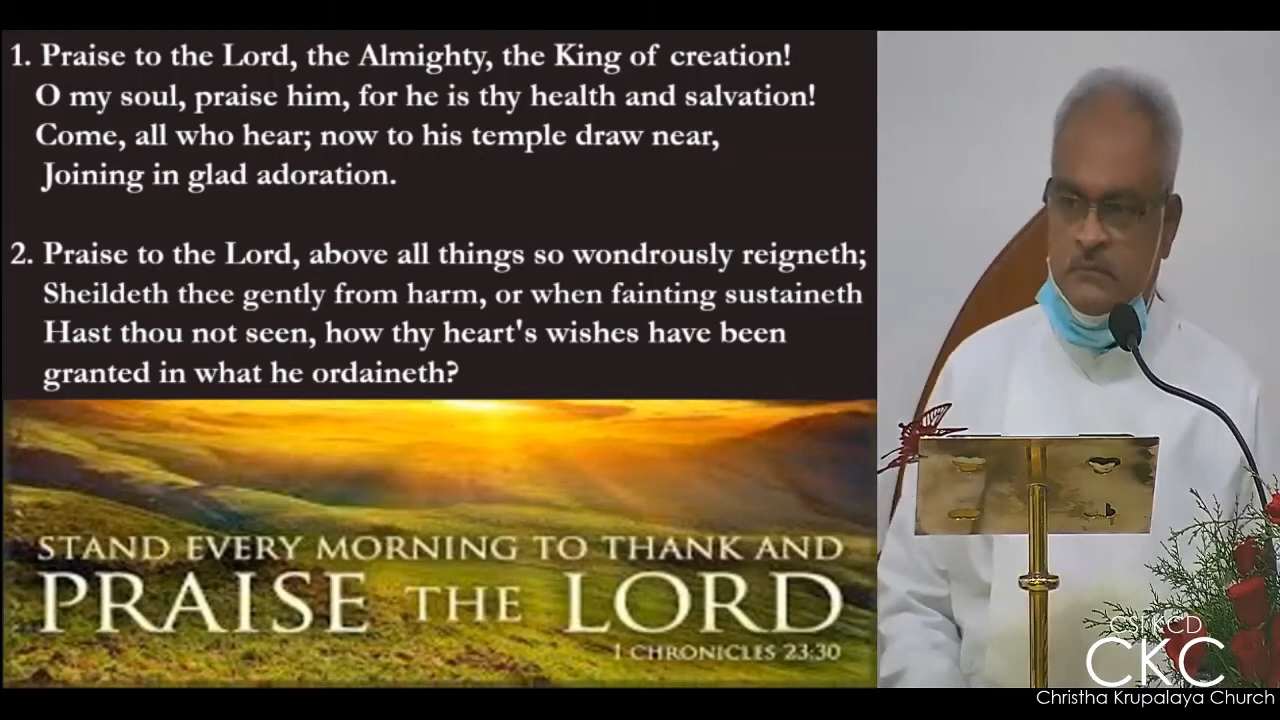 1. Praise to the Lord, the Almighty, the King of creation!
O my soul, praise him, for he is thy health and salvation!
Come, all who hear; now to his temple draw near,
Joining in glad adoration.
2. Praise to the Lord, above all things so wondrously reigneth;
Sheildeth thee gently from harm, or when fainting sustaineth
Hast thou not seen, how thy heart's wishes have been
granted in what he ordaineth?
STAND EVERY MORNING TO THANK AND
PRAISE THE LORD
1 CHRONICLES 23:30
CSI KCD
CKC
Christha Krupalaya Church